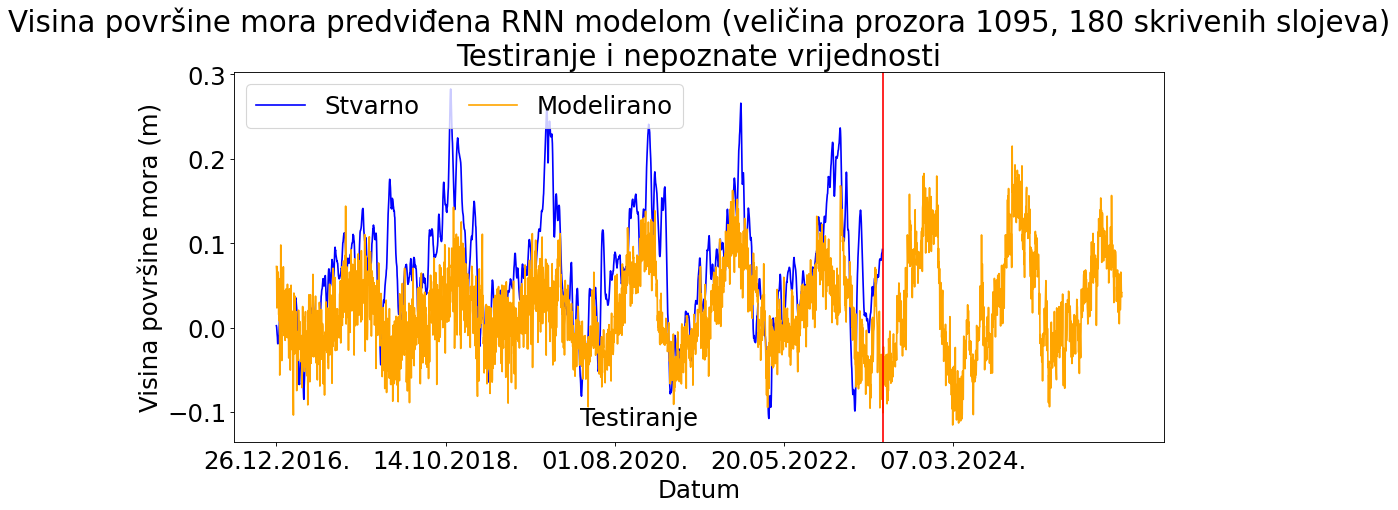 Visina površine mora predviđena RNN modelom (veličina prozora 1095, 180 skrivenih slojeva)
Testiranje i nepoznate vrijednosti
Stvarno
Modelirano
Visina površine mora (m)
0.3
0.2
0.1
0.0
−0.1
Testiranje
26.12.2016.
14.10.2018.
01.08.2020.
20.05.2022.
07.03.2024.
Datum